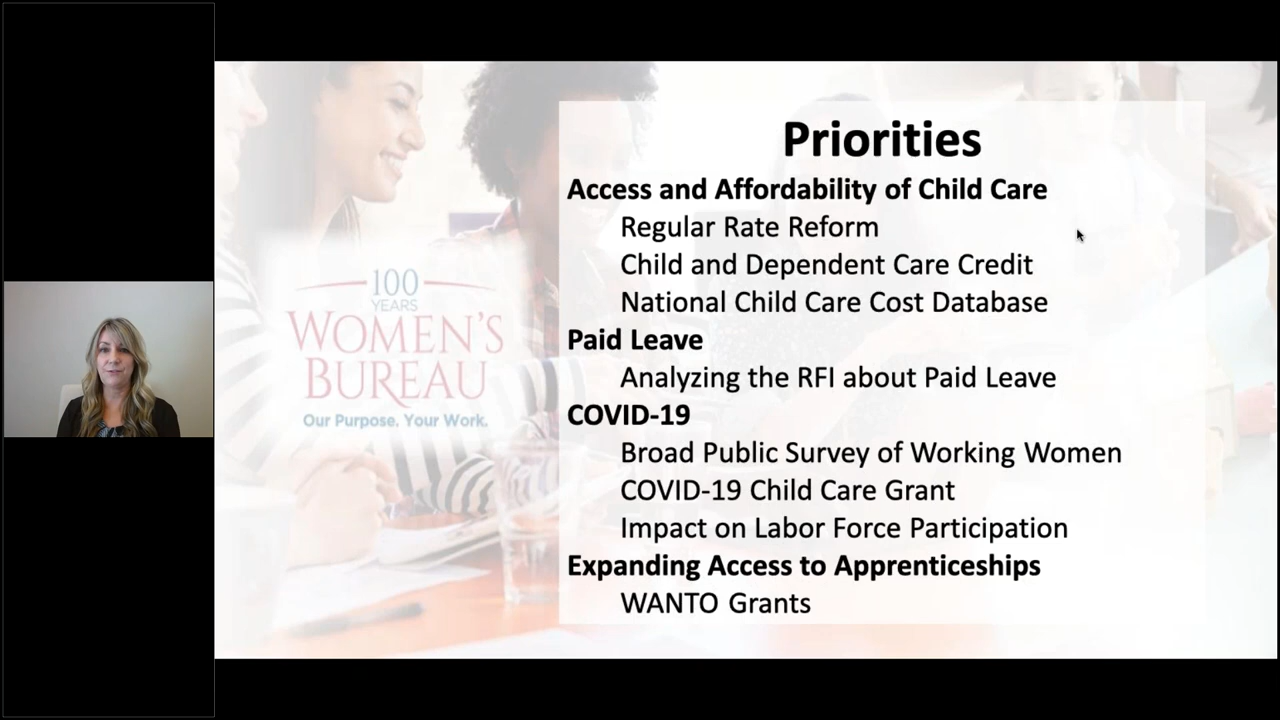 100
YEARS
WOMEN'S
BUREAU
Our Purpose. Your Work.
Priorities
Access and Affordability of Child Care
Regular Rate Reform
Child and Dependent Care Credit
National Child Care Cost Database
Paid Leave
Analyzing the RFI about Paid Leave
COVID-19
Broad Public Survey of Working Women
COVID-19 Child Care Grant
Impact on Labor Force Participation
Expanding Access to Apprenticeships
WANTO Grants